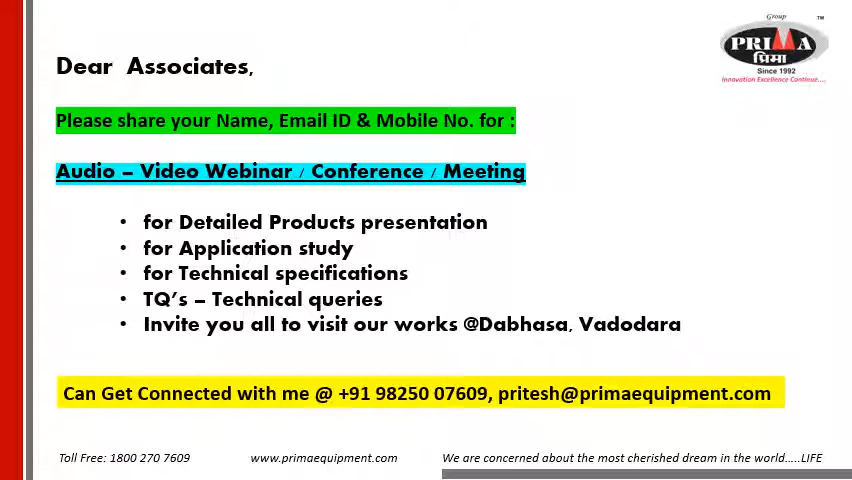 Group
TM
PRIMA
प्रिमा
Since 1992
Innovation Excellence Continue....
Dear Associates,
Please share your Name, Email ID & Mobile No. for :
Audio – Video Webinar / Conference / Meeting
• for Detailed Products presentation
• for Application study
• for Technical specifications
• TQ's – Technical queries
• Invite you all to visit our works @Dabhasa, Vadodara
Can Get Connected with me @ +91 98250 07609, pritesh@primaequipment.com
Toll Free: 1800 270 7609 www.primaequipment.com We are concerned about the most cherished dream in the world.....LIFE